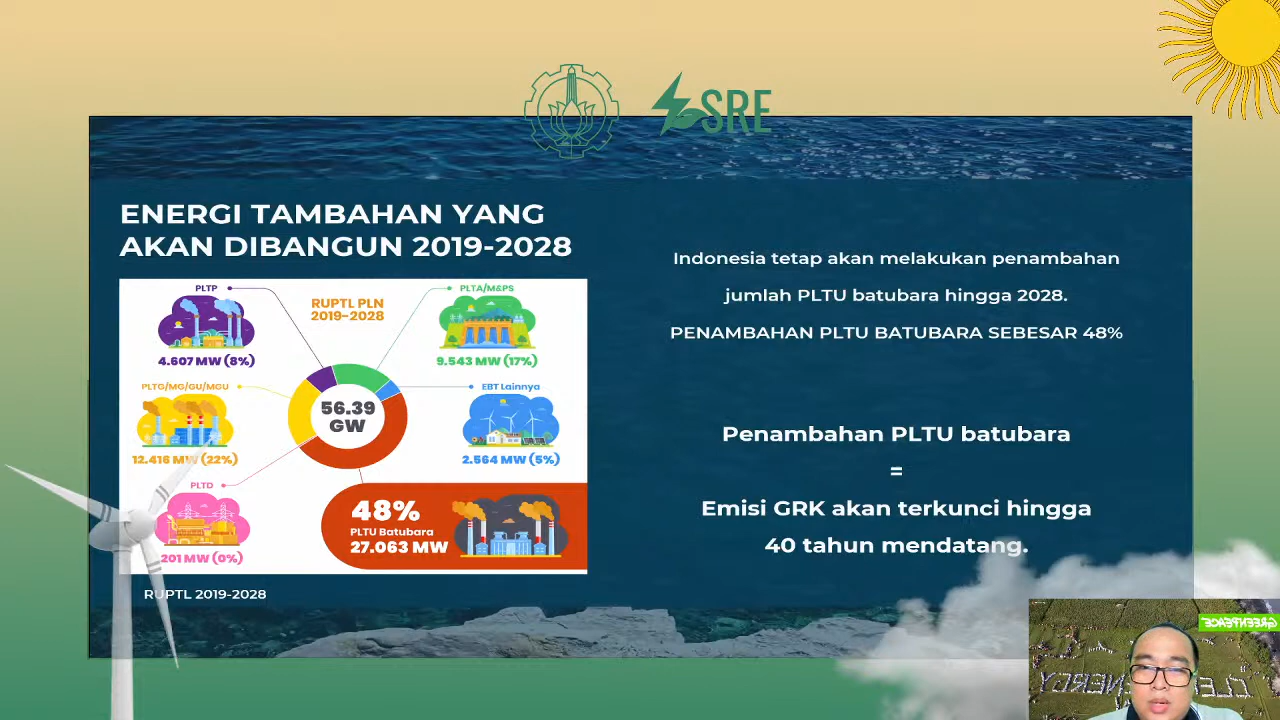 SRE
ENERGI TAMBAHAN YANG
AKAN DIBANGUN 2019-2028
PLTP
4.607 MW (8%)
RUPTL PLN
2019-2028
PLTA/M&PS
9.543 MW (17%)
PLTG/MG/GU/MGU
12.416 MW (22%)
56.39
GW
EBT Lainnya
2.564 MW (5%)
PLTD
201 MW (0%)
48%
PLTU Batubara
27.063 MW
RUPTL 2019-2028
Indonesia tetap akan melakukan penambahan
jumlah PLTU batubara hingga 2028.
PENAMBAHAN PLTU BATUBARA SEBESAR 48%
Penambahan PLTU batubara
=
Emisi GRK akan terkunci hingga
40 tahun mendatang.
GREENPEACE
ENERGY